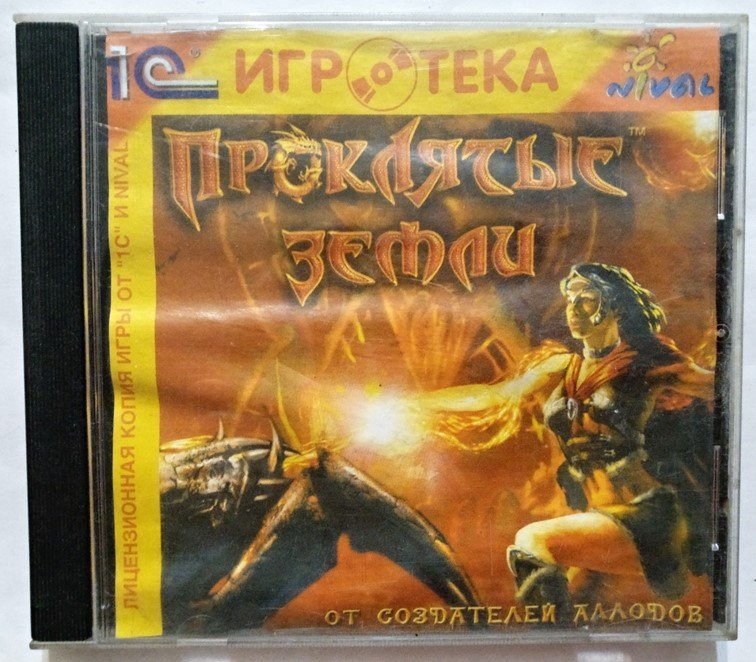 1С® ИГРОТЕКА NIVAL
ПРОКЛЯТЫЕ™
ЗЕМЛИ
ЛИЦЕНЗИОННАЯ КОПИЯ ИГРЫ ОТ "1С" И NIVAL
ОТ СОЗДАТЕЛЕЙ АЛЛОДОВ